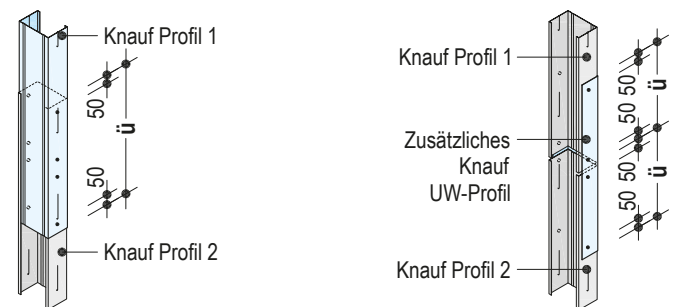 Knauf Profil 1
50
ü
50
Knauf Profil 2
Knauf Profil 1
50
50
ü
Zusätzliches
Knauf
UW-Profil
50
50
ü
Knauf Profil 2